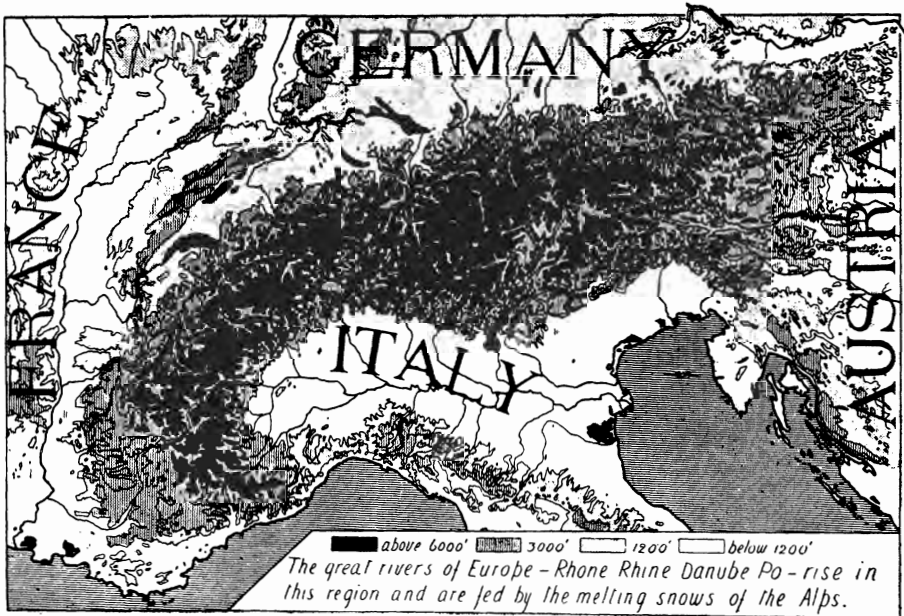 GERMANY
FRANCE
AUSTRIA
ITALY
above 6000' 3000' 1200' below 1200'
The great rivers of Europe – Rhone Rhine Danube Po – rise in
this region and are fed by the melting snows of the Alps.